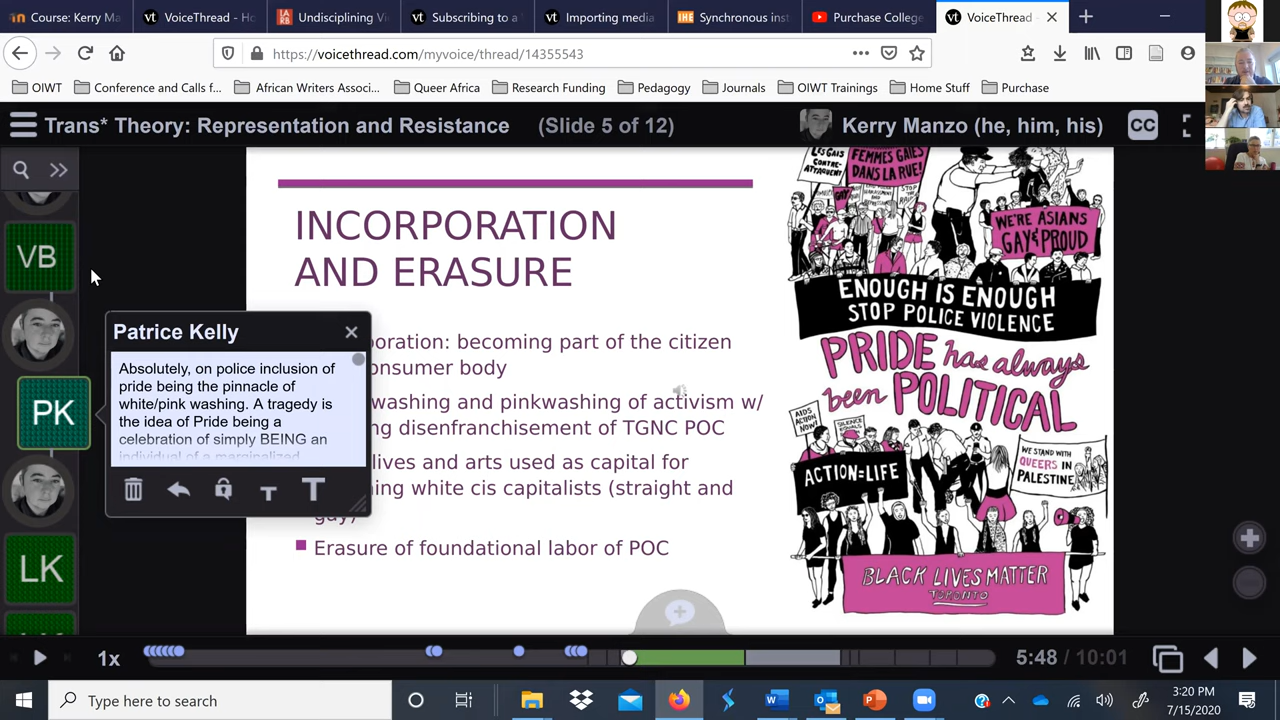 Course: Kerry Ma
VoiceThread - Ho
Undisciplining Vi
Subscribing to a
Importing media
Synchronous inst
Purchase College
VoiceThread -
https://voicethread.com/myvoice/thread/14355543
OIWT
Conference and Calls f...
African Writers Associ...
Queer Africa
Research Funding
Pedagogy
Journals
OIWT Trainings
Home Stuff
Purchase
Trans* Theory: Representation and Resistance
(Slide 5 of 12)
Kerry Manzo (he, him, his)
CC
VB
PK
LK
Patrice Kelly
Absolutely, on police inclusion of
pride being the pinnacle of
white/pink washing. A tragedy is
the idea of Pride being a
celebration of simply BEING an
individual of a marginalized
INCORPORATION
AND ERASURE
poration: becoming part of the citizen
onsumer body
washing and pinkwashing of activism w/
ng disenfranchisement of TGNC POC
lives and arts used as capital for
ing white cis capitalists (straight and
gay)
Erasure of foundational labor of POC
LES GAIS
CONTRE-
ATTAQUENT
FEMMES GAIES
DANS LA RUE!
STOP
THE
WE'RE ASIANS
GAY & PROUD
ENOUGH IS ENOUGH
STOP POLICE VIOLENCE
PRIDE has always
been POLITICAL
AIDS
ACTION
NOW!
ACTION=LIFE
WE STAND
WITH
QUEERS IN
PALESTINE
BLACK LIVES MATTER
TORONTO
1x
5:48 / 10:01
Type here to search
3:20 PM
7/15/2020